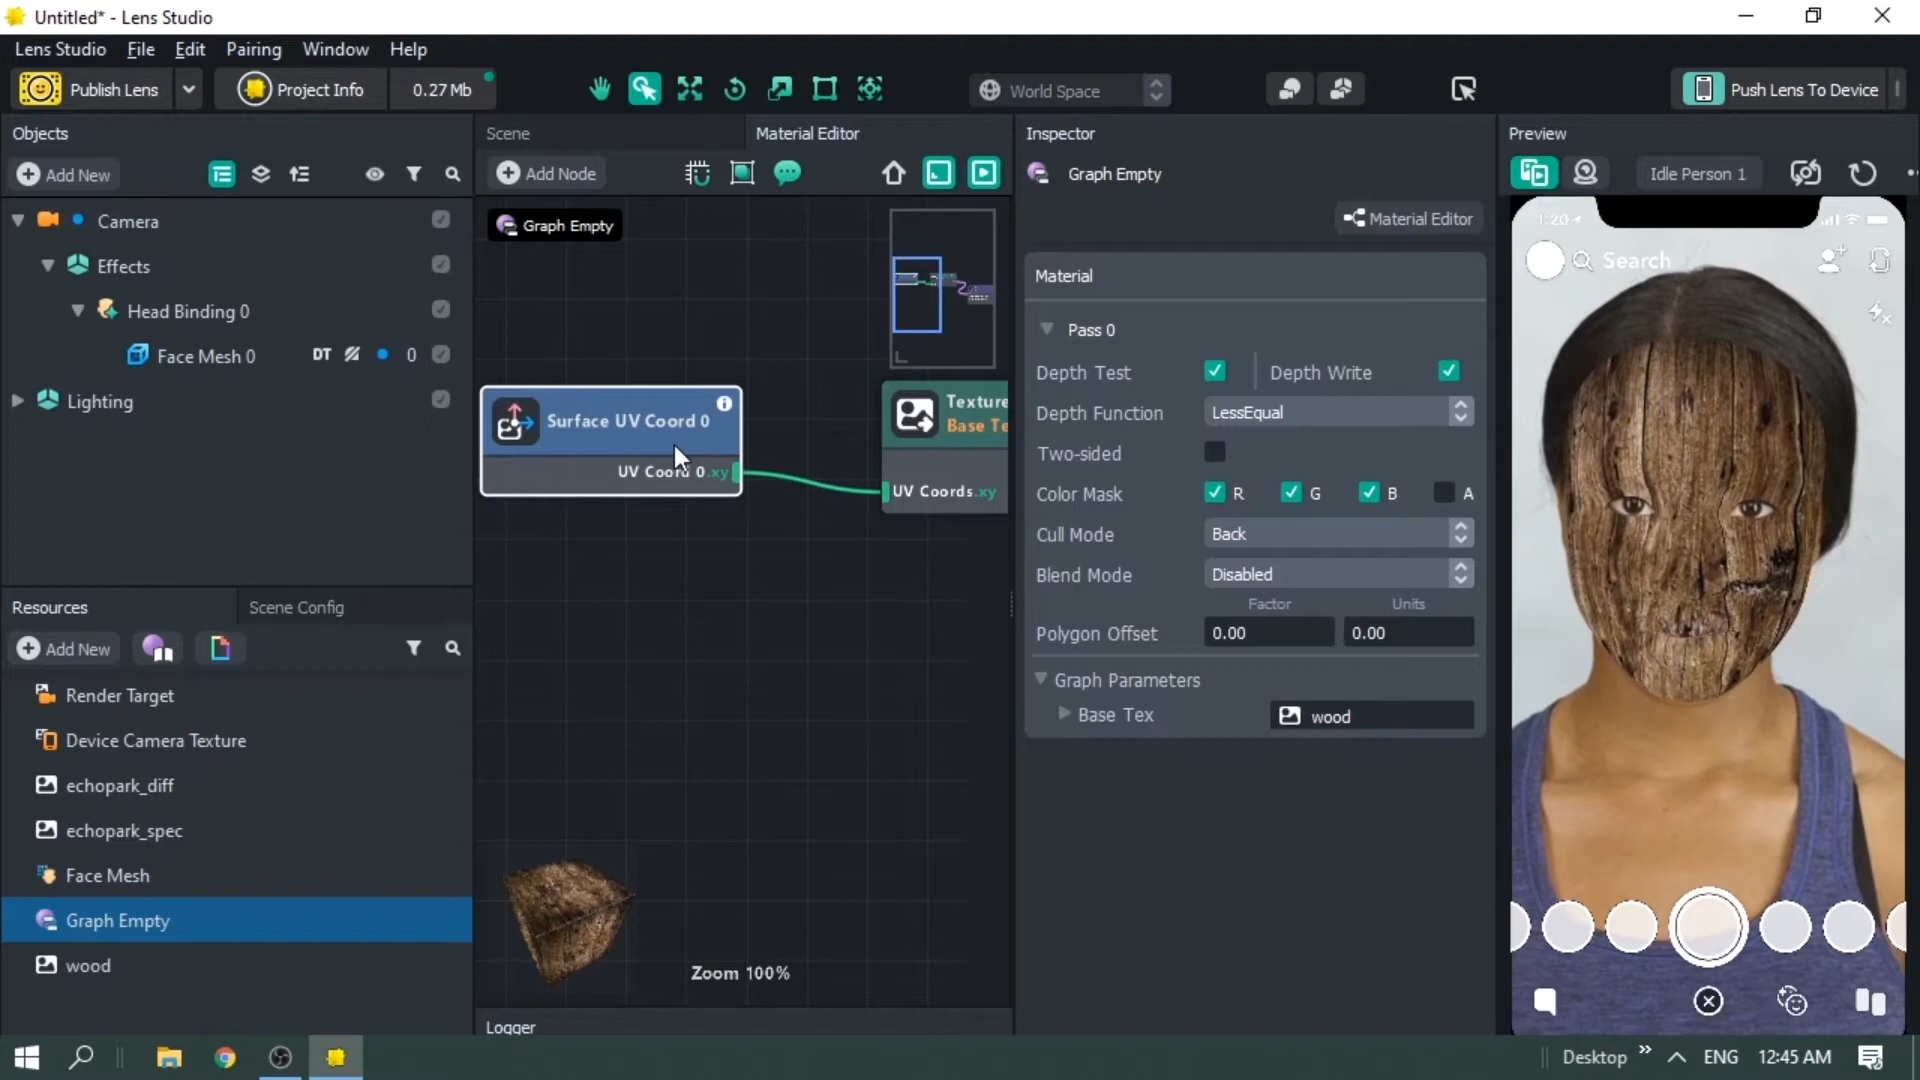 Untitled* - Lens Studio
Lens Studio File Edit Pairing Window Help
Publish Lens Project Info 0.27 Mb World Space Push Lens To Device
Objects
Add New
Camera
Effects
Head Binding 0
Face Mesh 0 DT 0
Lighting
Resources Scene Config
Add New
Render Target
Device Camera Texture
echopark_diff
echopark_spec
Face Mesh
Graph Empty
wood
Scene Material Editor
Add Node
Graph Empty
Surface UV Coord 0
UV Coord 0.xy
Texture
Base Te
UV Coords.xy
Zoom 100%
Logger
Inspector
Graph Empty
Material Editor
Material
Pass 0
Depth Test Depth Write
Depth Function LessEqual
Two-sided
Color Mask R G B A
Cull Mode Back
Blend Mode Disabled
Factor Units
Polygon Offset 0.00 0.00
Graph Parameters
Base Tex wood
Preview
Idle Person 1
1:20
Search
Desktop ENG 12:45 AM